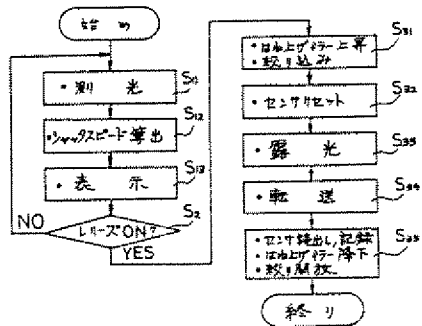 始め
・測光
S11
・シャッタスピード算出
S12
・表示
S13
レリーズON?
S2
NO
YES
・はね上げミラー上昇
・絞り込み
S31
・センサリセット
S32
・露光
S33
・転送
S34
・センサ読出し,記録
・はね上げミラー降下
・絞り開放
S35
終り